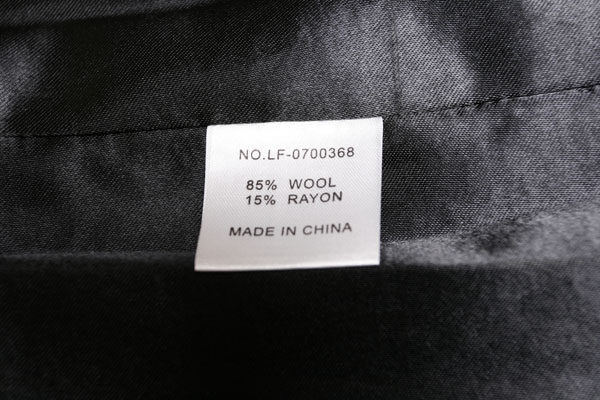 NO.LF-0700368
85% WOOL
15% RAYON
MADE IN CHINA